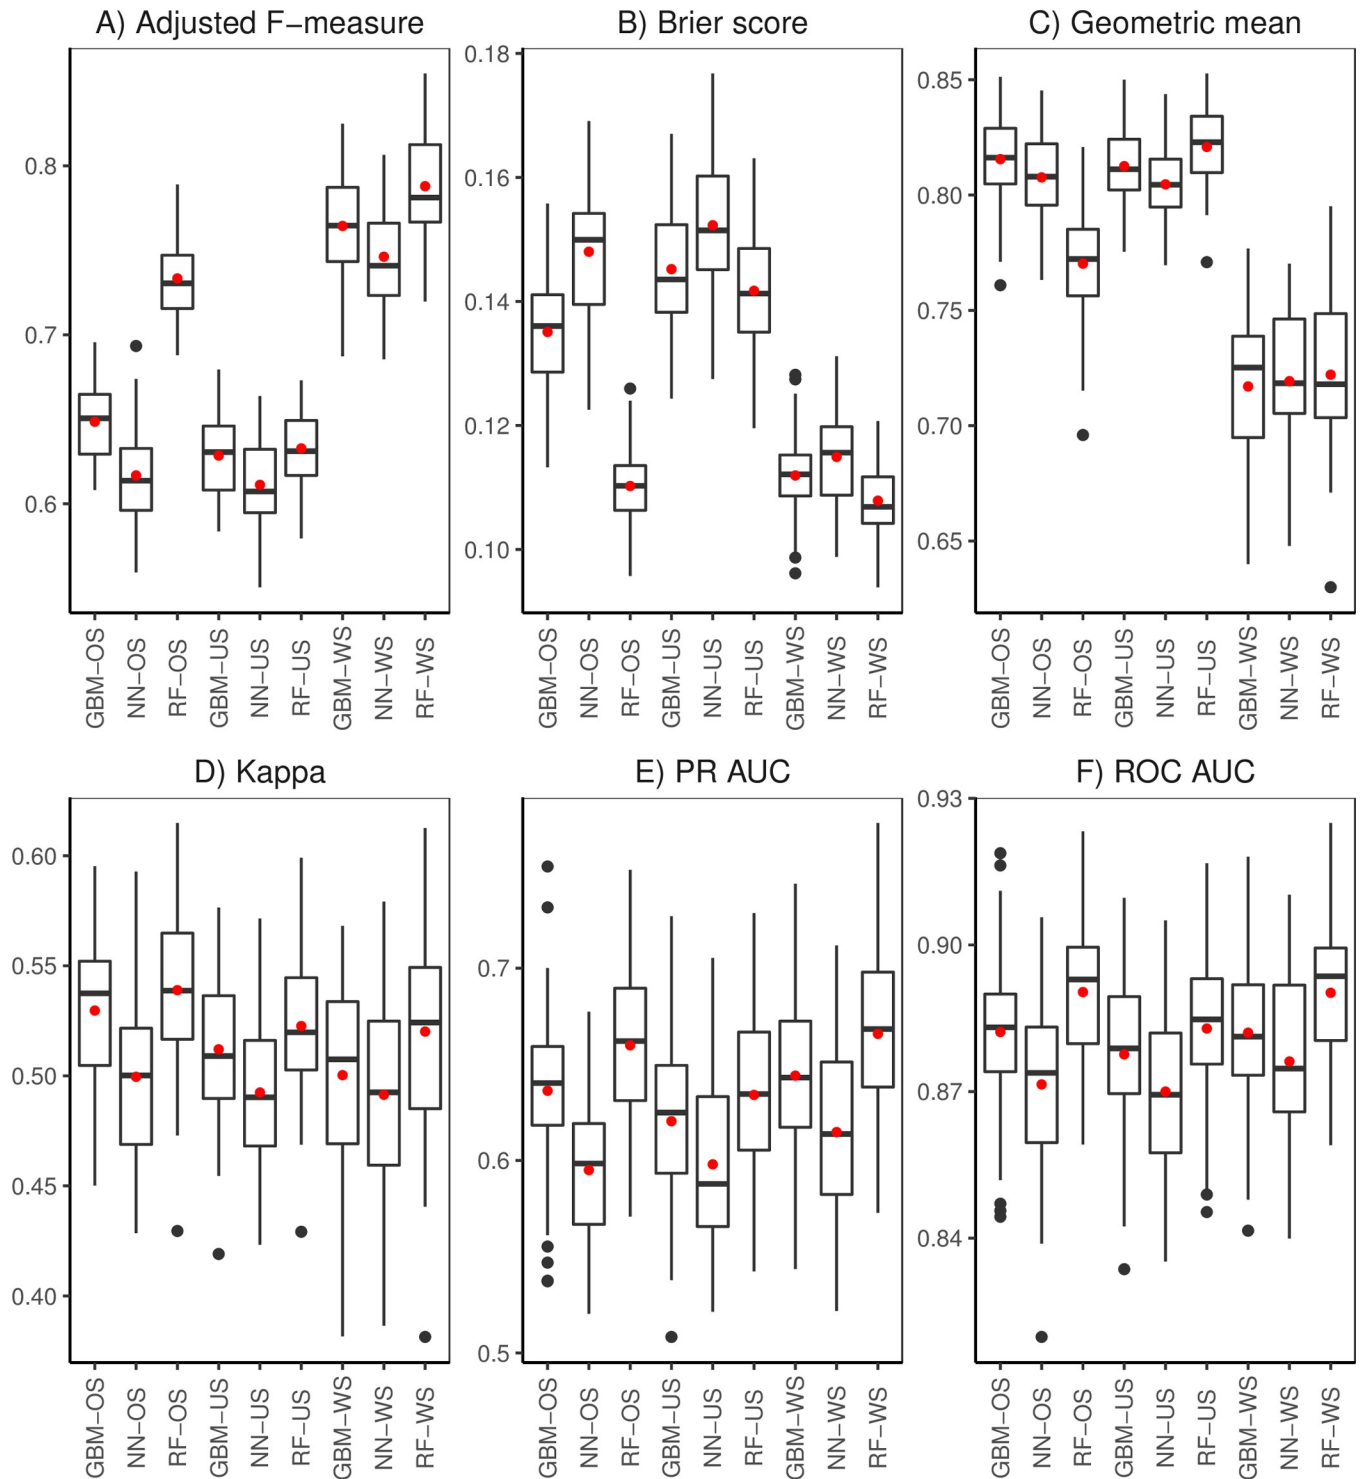 A) Adjusted F−measure
B) Brier score
C) Geometric mean
0.8
0.7
0.6
0.18
0.16
0.14
0.12
0.10
0.85
0.80
0.75
0.70
0.65
GBM−OS
NN−OS
RF−OS
GBM−US
NN−US
RF−US
GBM−WS
NN−WS
RF−WS
GBM−OS
NN−OS
RF−OS
GBM−US
NN−US
RF−US
GBM−WS
NN−WS
RF−WS
GBM−OS
NN−OS
RF−OS
GBM−US
NN−US
RF−US
GBM−WS
NN−WS
RF−WS
D) Kappa
E) PR AUC
F) ROC AUC
0.60
0.55
0.50
0.45
0.40
0.7
0.6
0.5
0.93
0.90
0.87
0.84
GBM−OS
NN−OS
RF−OS
GBM−US
NN−US
RF−US
GBM−WS
NN−WS
RF−WS
GBM−OS
NN−OS
RF−OS
GBM−US
NN−US
RF−US
GBM−WS
NN−WS
RF−WS
GBM−OS
NN−OS
RF−OS
GBM−US
NN−US
RF−US
GBM−WS
NN−WS
RF−WS